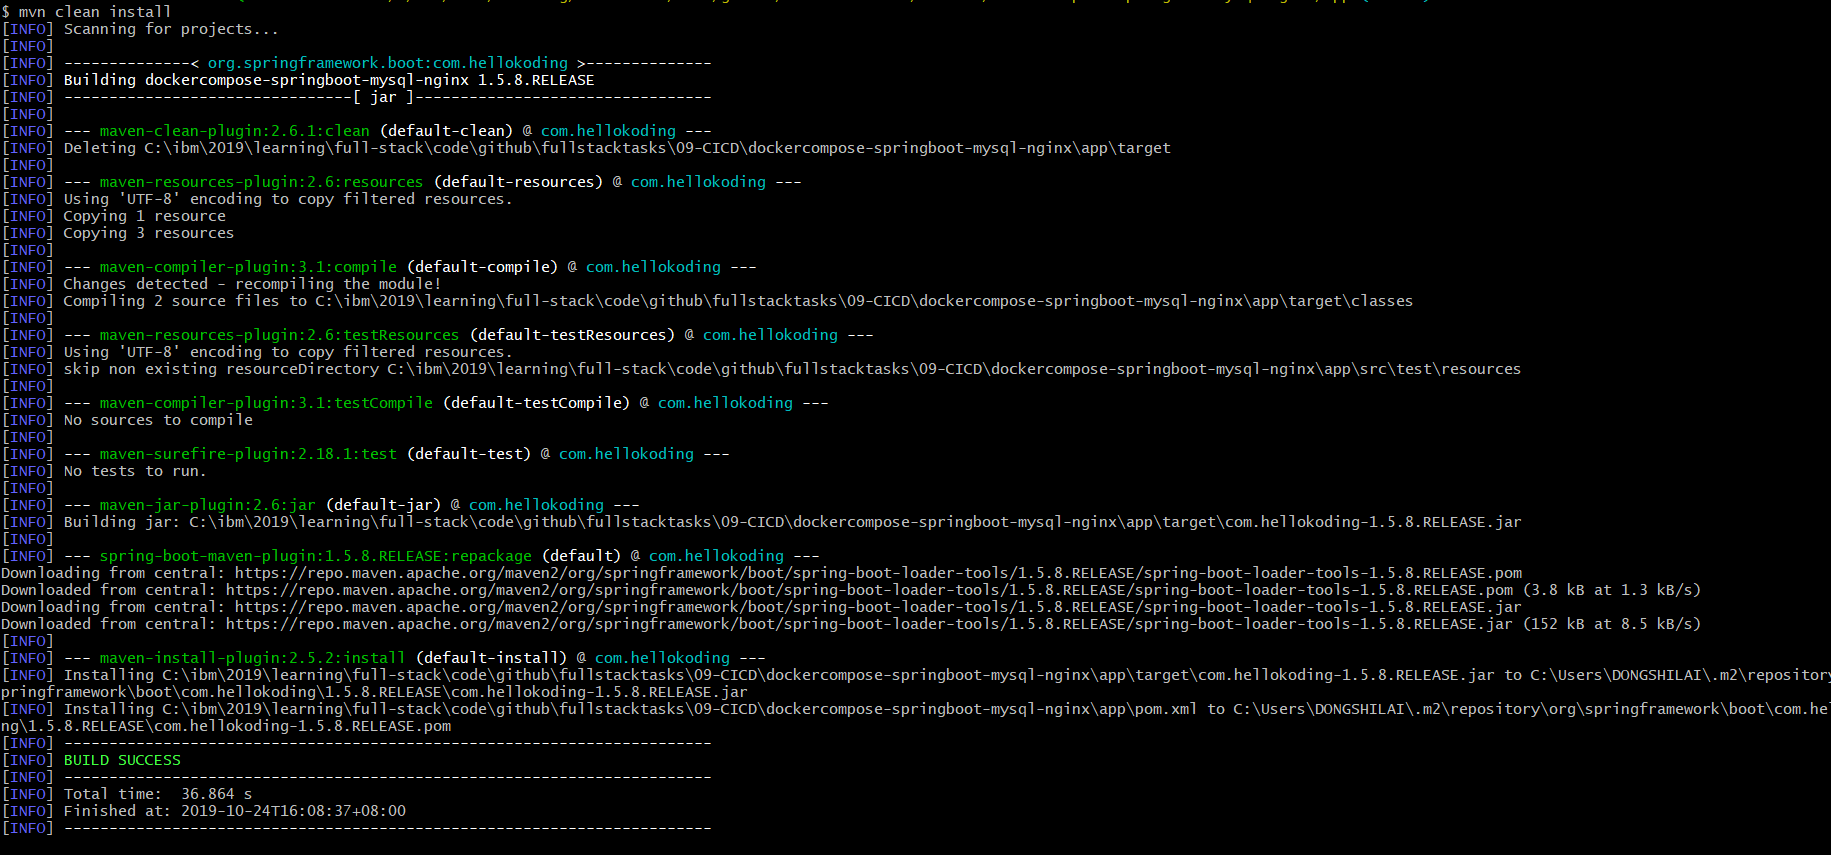 $ mvn clean install
[INFO] Scanning for projects...
[INFO]
[INFO] --------------< org.springframework.boot:com.hellokoding >--------------
[INFO] Building dockercompose-springboot-mysql-nginx 1.5.8.RELEASE
[INFO] --------------------------------[ jar ]---------------------------------
[INFO]
[INFO] --- maven-clean-plugin:2.6.1:clean (default-clean) @ com.hellokoding ---
[INFO] Deleting C:\ibm\2019\learning\full-stack\code\github\fullstacktasks\09-CICD\dockercompose-springboot-mysql-nginx\app\target
[INFO]
[INFO] --- maven-resources-plugin:2.6:resources (default-resources) @ com.hellokoding ---
[INFO] Using 'UTF-8' encoding to copy filtered resources.
[INFO] Copying 1 resource
[INFO] Copying 3 resources
[INFO]
[INFO] --- maven-compiler-plugin:3.1:compile (default-compile) @ com.hellokoding ---
[INFO] Changes detected - recompiling the module!
[INFO] Compiling 2 source files to C:\ibm\2019\learning\full-stack\code\github\fullstacktasks\09-CICD\dockercompose-springboot-mysql-nginx\app\target\classes
[INFO]
[INFO] --- maven-resources-plugin:2.6:testResources (default-testResources) @ com.hellokoding ---
[INFO] Using 'UTF-8' encoding to copy filtered resources.
[INFO] skip non existing resourceDirectory C:\ibm\2019\learning\full-stack\code\github\fullstacktasks\09-CICD\dockercompose-springboot-mysql-nginx\app\src\test\resources
[INFO]
[INFO] --- maven-compiler-plugin:3.1:testCompile (default-testCompile) @ com.hellokoding ---
[INFO] No sources to compile
[INFO]
[INFO] --- maven-surefire-plugin:2.18.1:test (default-test) @ com.hellokoding ---
[INFO] No tests to run.
[INFO]
[INFO] --- maven-jar-plugin:2.6:jar (default-jar) @ com.hellokoding ---
[INFO] Building jar: C:\ibm\2019\learning\full-stack\code\github\fullstacktasks\09-CICD\dockercompose-springboot-mysql-nginx\app\target\com.hellokoding-1.5.8.RELEASE.jar
[INFO]
[INFO] --- spring-boot-maven-plugin:1.5.8.RELEASE:repackage (default) @ com.hellokoding ---
Downloading from central: https://repo.maven.apache.org/maven2/org/springframework/boot/spring-boot-loader-tools/1.5.8.RELEASE/spring-boot-loader-tools-1.5.8.RELEASE.pom
Downloaded from central: https://repo.maven.apache.org/maven2/org/springframework/boot/spring-boot-loader-tools/1.5.8.RELEASE/spring-boot-loader-tools-1.5.8.RELEASE.pom (3.8 kB at 1.3 kB/s)
Downloading from central: https://repo.maven.apache.org/maven2/org/springframework/boot/spring-boot-loader-tools/1.5.8.RELEASE/spring-boot-loader-tools-1.5.8.RELEASE.jar
Downloaded from central: https://repo.maven.apache.org/maven2/org/springframework/boot/spring-boot-loader-tools/1.5.8.RELEASE/spring-boot-loader-tools-1.5.8.RELEASE.jar (152 kB at 8.5 kB/s)
[INFO]
[INFO] --- maven-install-plugin:2.5.2:install (default-install) @ com.hellokoding ---
[INFO] Installing C:\ibm\2019\learning\full-stack\code\github\fullstacktasks\09-CICD\dockercompose-springboot-mysql-nginx\app\target\com.hellokoding-1.5.8.RELEASE.jar to C:\Users\DONGSHILAI\.m2\repository
pringframework\boot\com.hellokoding\1.5.8.RELEASE\com.hellokoding-1.5.8.RELEASE.jar
[INFO] Installing C:\ibm\2019\learning\full-stack\code\github\fullstacktasks\09-CICD\dockercompose-springboot-mysql-nginx\app\pom.xml to C:\Users\DONGSHILAI\.m2\repository\org\springframework\boot\com.hel
ng\1.5.8.RELEASE\com.hellokoding-1.5.8.RELEASE.pom
[INFO] ------------------------------------------------------------------------
[INFO] BUILD SUCCESS
[INFO] ------------------------------------------------------------------------
[INFO] Total time:  36.864 s
[INFO] Finished at: 2019-10-24T16:08:37+08:00
[INFO] ------------------------------------------------------------------------